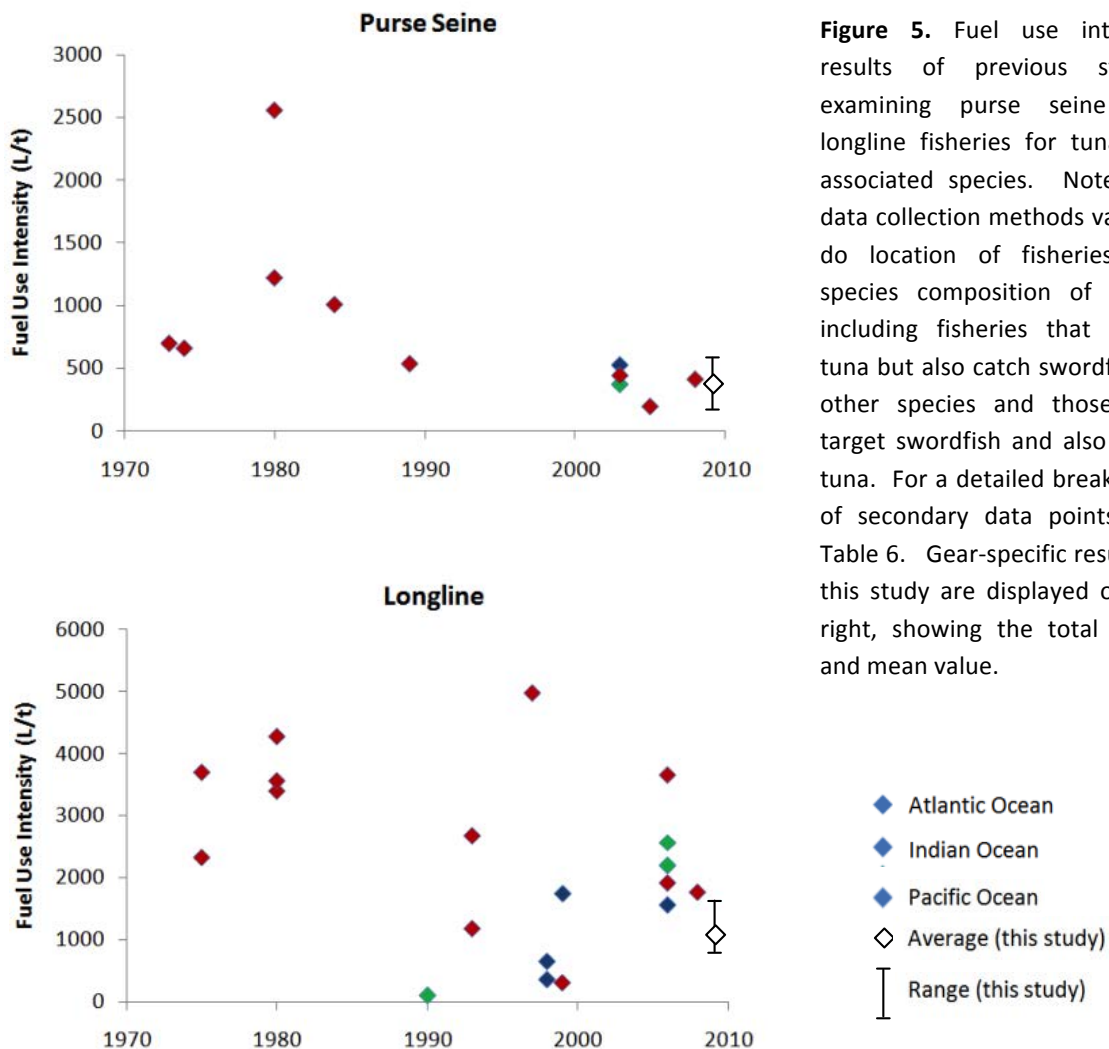 Purse Seine
Fuel Use Intensity (L/t)
3000
2500
2000
1500
1000
500
0
1970 1980 1990 2000 2010
Figure 5. Fuel use int
results of previous s
examining purse seine
longline fisheries for tun
associated species. Note
data collection methods va
do location of fisheries
species composition of
including fisheries that
tuna but also catch swordf
other species and those
target swordfish and also
tuna. For a detailed break
of secondary data points
Table 6. Gear-specific resu
this study are displayed o
right, showing the total
and mean value.
Longline
Fuel Use Intensity (L/t)
6000
5000
4000
3000
2000
1000
0
1970 1980 1990 2000 2010
Atlantic Ocean
Indian Ocean
Pacific Ocean
Average (this study)
Range (this study)